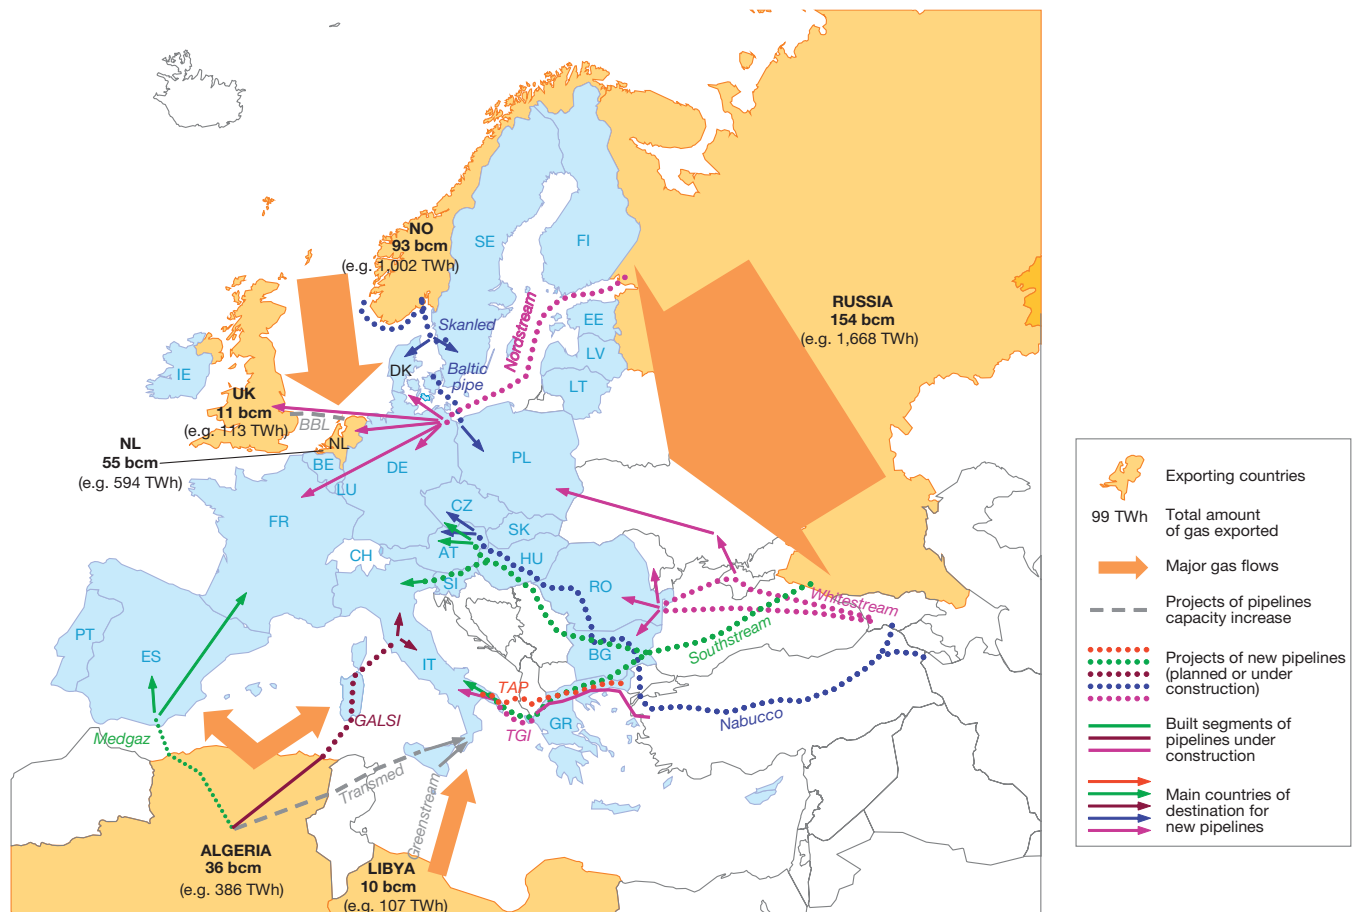 NO
93 bcm
(e.g. 1,002 TWh)
SE
FI
RUSSIA
154 bcm
(e.g. 1,668 TWh)
Skanled
Nordstream
EE
LV
LT
IE
DK
Baltic
pipe
UK
11 bcm
(e.g. 113 TWh)
BBL
NL
NL
55 bcm
(e.g. 594 TWh)
BE
DE
PL
LU
FR
CZ
SK
CH
AT
HU
SI
RO
Whitestream
PT
ES
IT
BG
Southstream
TAP
GALSI
TGI
GR
Nabucco
Medgaz
Transmed
Greenstream
ALGERIA
36 bcm
(e.g. 386 TWh)
LIBYA
10 bcm
(e.g. 107 TWh)
Exporting countries
99 TWh
Total amount
of gas exported
Major gas flows
Projects of pipelines
capacity increase
Projects of new pipelines
(planned or under
construction)
Built segments of
pipelines under
construction
Main countries of
destination for
new pipelines